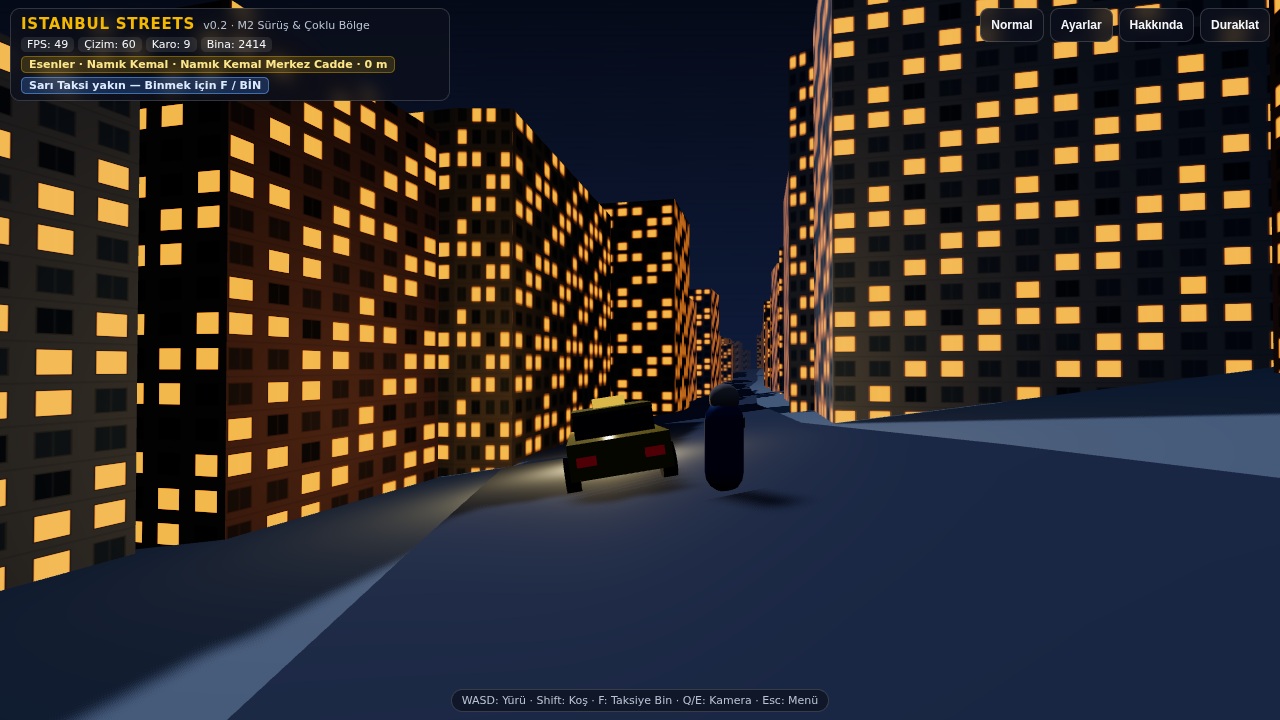 ISTANBUL STREETS v0.2 · M2 Sürüş & Çoklu Bölge
FPS: 49 Çizim: 60 Karo: 9 Bina: 2414
Esenler · Namık Kemal · Namık Kemal Merkez Cadde · 0 m
Sarı Taksi yakın — Binmek için F / BİN
Normal Ayarlar Hakkında Duraklat
WASD: Yürü · Shift: Koş · F: Taksiye Bin · Q/E: Kamera · Esc: Menü